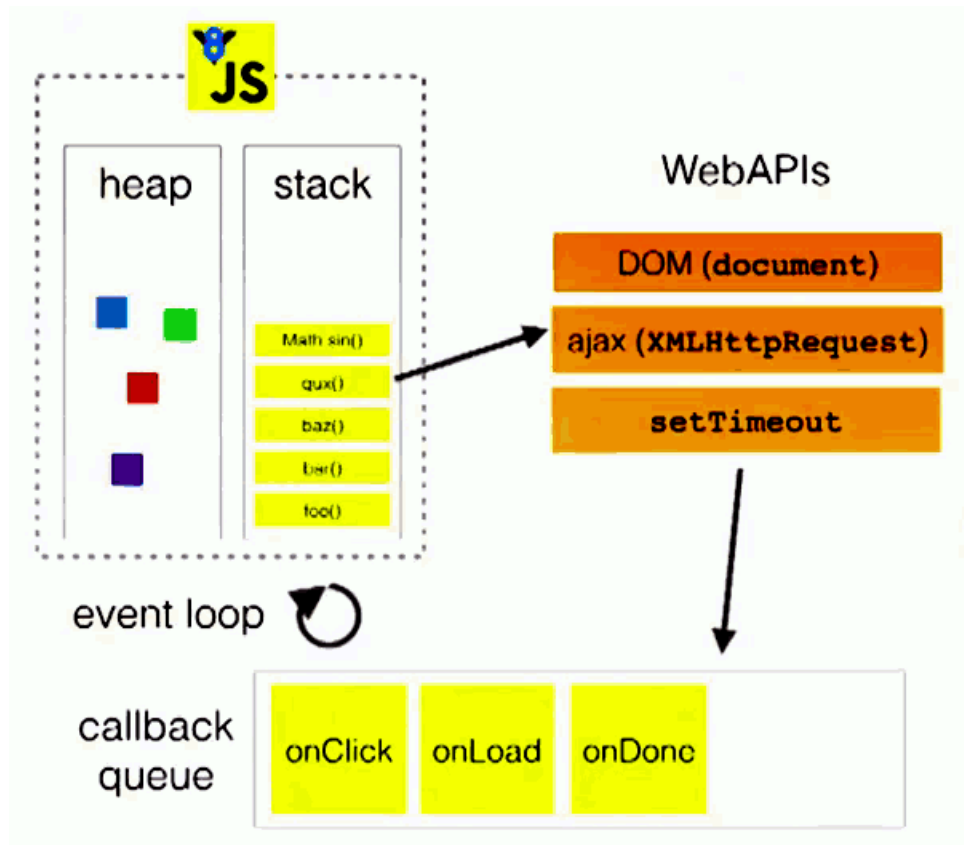 8
JS
heap
stack
Math sin()
qux()
baz()
bar()
foo()
WebAPIs
DOM (document)
ajax (XMLHttpRequest)
setTimeout
event loop
callback
queue
onClick
onLoad
onDone